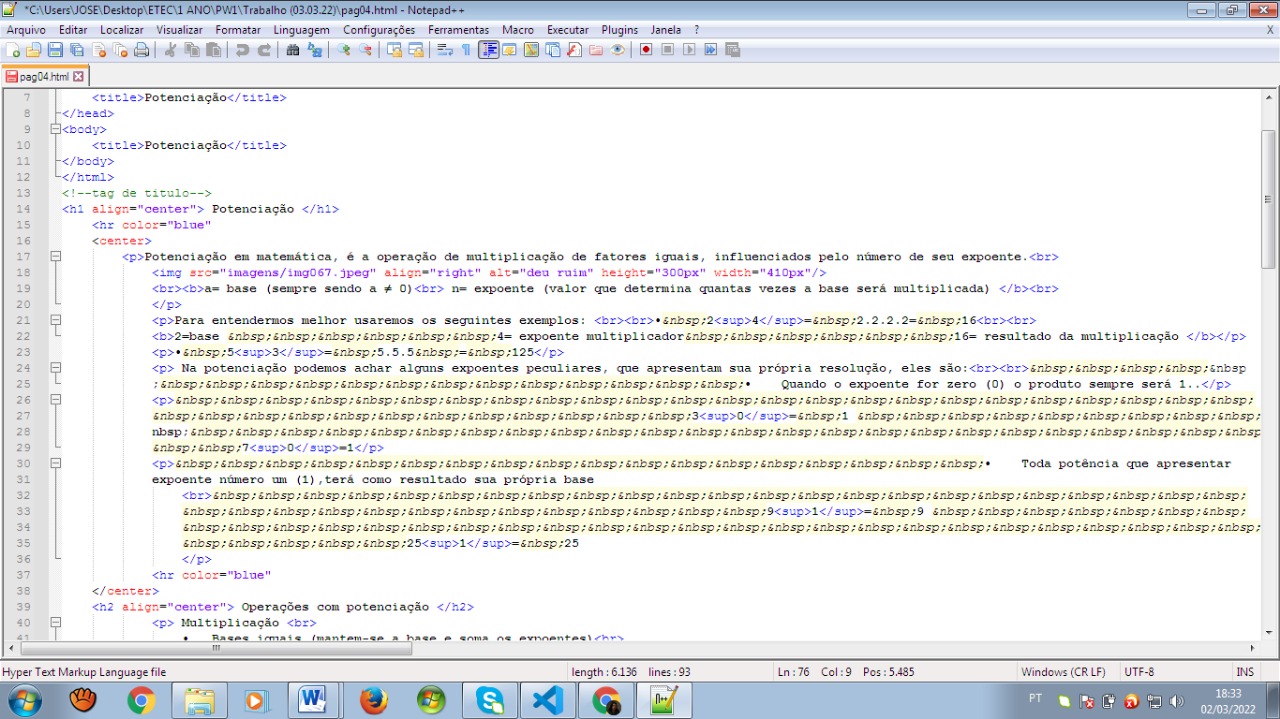 *C:\Users\JOSE\Desktop\ETEC\1 ANO\PW1\Trabalho (03.03.22)\pag04.html - Notepad++
Arquivo Editar Localizar Visualizar Formatar Linguagem Configurações Ferramentas Macro Executar Plugins Janela ? X
pag04.html
7 <title>Potenciação</title>
8 </head>
9 <body>
10 <title>Potenciação</title>
11 </body>
12 </html>
13 <!--tag de titulo-->
14 <h1 align="center"> Potenciação </h1>
15 <hr color="blue"
16 <center>
17 <p>Potenciação em matemática, é a operação de multiplicação de fatores iguais, influenciados pelo número de seu expoente.<br>
18 <img src="imagens/img067.jpeg" align="right" alt="deu ruim" height="300px" width="410px"/>
19 <br><b>a= base (sempre sendo a ≠ 0)<br> n= expoente (valor que determina quantas vezes a base será multiplicada) </b><br>
20 </p>
21 <p>Para entendermos melhor usaremos os seguintes exemplos: <br><br>•&nbsp;2<sup>4</sup>=&nbsp;2.2.2.2=&nbsp;16<br><br>
22 <b>2=base &nbsp;&nbsp;&nbsp;&nbsp;&nbsp;4= expoente multiplicador&nbsp;&nbsp;&nbsp;&nbsp;&nbsp;16= resultado da multiplicação </b></p>
23 <p>•&nbsp;5<sup>3</sup>=&nbsp;5.5.5&nbsp;=&nbsp;125</p>
24 <p> Na potenciação podemos achar alguns expoentes peculiares, que apresentam sua própria resolução, eles são:<br><br>&nbsp;&nbsp;&nbsp;&nbsp;&nbsp
25 ;&nbsp;&nbsp;&nbsp;&nbsp;&nbsp;&nbsp;&nbsp;&nbsp;&nbsp;&nbsp;&nbsp;&nbsp;&nbsp;• Quando o expoente for zero (0) o produto sempre será 1..</p>
26 <p>&nbsp;&nbsp;&nbsp;&nbsp;&nbsp;&nbsp;&nbsp;&nbsp;&nbsp;&nbsp;&nbsp;&nbsp;&nbsp;&nbsp;&nbsp;&nbsp;&nbsp;&nbsp;&nbsp;&nbsp;&nbsp;&nbsp;&nbsp;&nbsp;
27 &nbsp;&nbsp;&nbsp;&nbsp;&nbsp;&nbsp;&nbsp;&nbsp;&nbsp;&nbsp;&nbsp;&nbsp;3<sup>0</sup>=&nbsp;1 &nbsp;&nbsp;&nbsp;&nbsp;&nbsp;&nbsp;&nbsp;&nbsp;&nbsp;
28 nbsp;&nbsp;&nbsp;&nbsp;&nbsp;&nbsp;&nbsp;&nbsp;&nbsp;&nbsp;&nbsp;&nbsp;&nbsp;&nbsp;&nbsp;&nbsp;&nbsp;&nbsp;&nbsp;&nbsp;&nbsp;&nbsp;&nbsp;&nbsp;&nbsp
29 &nbsp;&nbsp;7<sup>0</sup>=1</p>
30 <p>&nbsp;&nbsp;&nbsp;&nbsp;&nbsp;&nbsp;&nbsp;&nbsp;&nbsp;&nbsp;&nbsp;&nbsp;&nbsp;&nbsp;&nbsp;&nbsp;&nbsp;&nbsp;• Toda potência que apresentar
31 expoente número um (1),terá como resultado sua própria base
32 <br>&nbsp;&nbsp;&nbsp;&nbsp;&nbsp;&nbsp;&nbsp;&nbsp;&nbsp;&nbsp;&nbsp;&nbsp;&nbsp;&nbsp;&nbsp;&nbsp;&nbsp;&nbsp;&nbsp;&nbsp;&nbsp;&nbsp;&nbsp;
33 &nbsp;&nbsp;&nbsp;&nbsp;&nbsp;&nbsp;&nbsp;&nbsp;&nbsp;&nbsp;&nbsp;&nbsp;&nbsp;9<sup>1</sup>=&nbsp;9 &nbsp;&nbsp;&nbsp;&nbsp;&nbsp;&nbsp;&nbsp;
34 &nbsp;&nbsp;&nbsp;&nbsp;&nbsp;&nbsp;&nbsp;&nbsp;&nbsp;&nbsp;&nbsp;&nbsp;&nbsp;&nbsp;&nbsp;&nbsp;&nbsp;&nbsp;&nbsp;&nbsp;&nbsp;&nbsp;&nbsp;&nbsp;
35 &nbsp;&nbsp;&nbsp;&nbsp;&nbsp;25<sup>1</sup>=&nbsp;25
36 </p>
37 <hr color="blue"
38 </center>
39 <h2 align="center"> Operações com potenciação </h2>
40 <p> Multiplicação <br>
41 • Bases iguais (mantem-se a base e soma os expoentes)<br>
Hyper Text Markup Language file length : 6.136 lines : 93 Ln : 76 Col : 9 Pos : 5.485 Windows (CR LF) UTF-8 INS
PT 18:33
02/03/2022